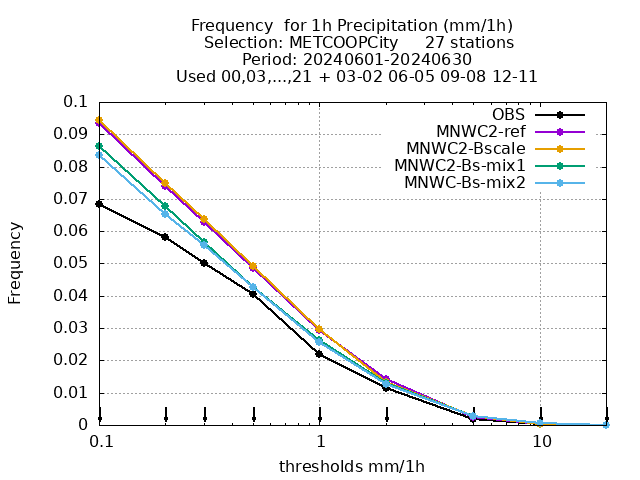 Frequency  for 1h Precipitation (mm/1h)
Selection: METCOOPCity     27 stations
Period: 20240601-20240630
Used 00,03,...,21 + 03-02 06-05 09-08 12-11
0.1
0.09
0.08
0.07
0.06
0.05
0.04
0.03
0.02
0.01
0
Frequency
OBS
MNWC2-ref
MNWC2-Bscale
MNWC2-Bs-mix1
MNWC-Bs-mix2
0.1 1 10
thresholds mm/1h